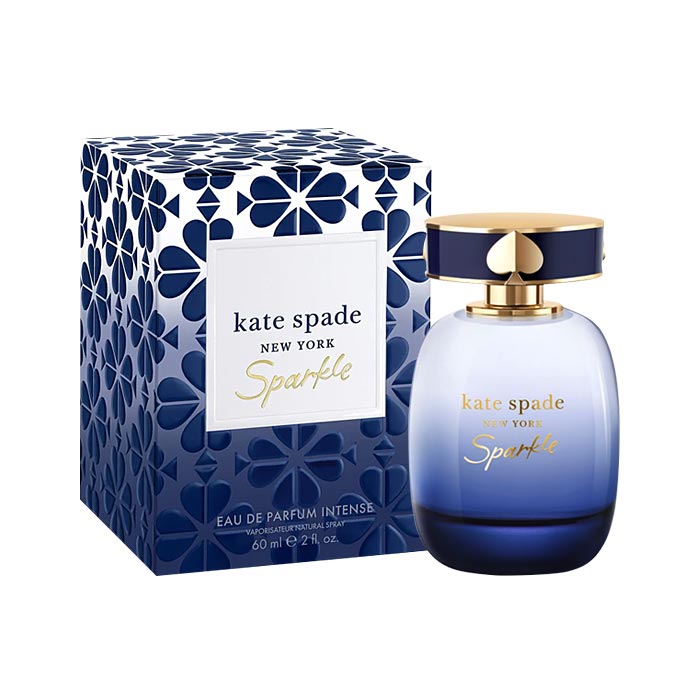 kate spade
NEW YORK
Sparkle
EAU DE PARFUM INTENSE
VAPORISATEUR NATURAL SPRAY
60 ml ℮ 2 fl. oz.
kate spade
NEW YORK
Sparkle